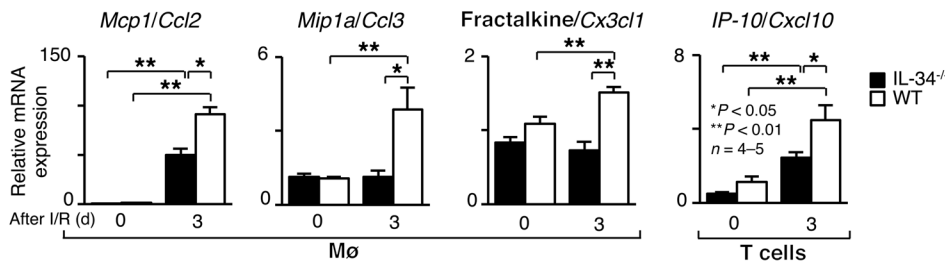 Mcp1/Ccl2
Mip1a/Ccl3
Fractalkine/Cx3cl1
IP-10/Cxcl10
Relative mRNA
expression
150
0
** *
**
6
0
**
*
2
0
**
**
8
0
** *
**
*P < 0.05
**P < 0.01
n = 4–5
IL-34-/-
WT
After I/R (d) 0 3 0 3 0 3 0 3
Mø
T cells